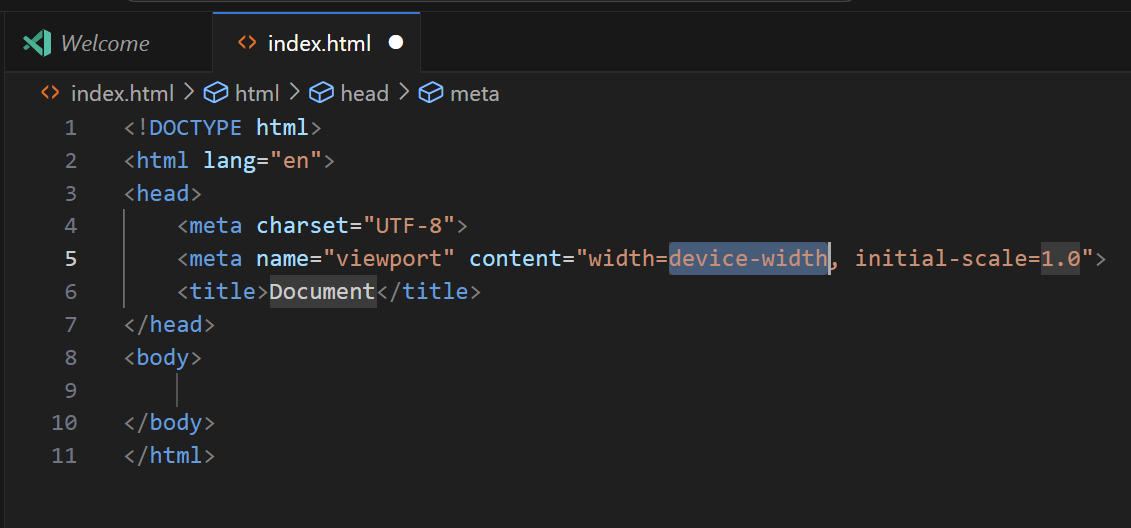 Welcome index.html
index.html > html > head > meta
1 <!DOCTYPE html>
2 <html lang="en">
3 <head>
4 <meta charset="UTF-8">
5 <meta name="viewport" content="width=device-width, initial-scale=1.0">
6 <title>Document</title>
7 </head>
8 <body>
9
10 </body>
11 </html>